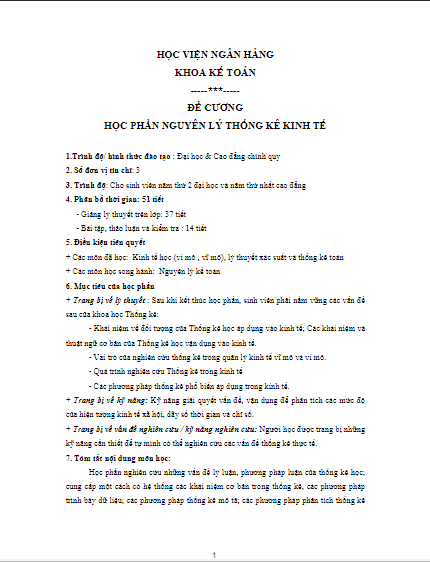 HỌC VIỆN NGÂN HÀNG
KHOA KẾ TOÁN
-----***-----
ĐỀ CƯƠNG
HỌC PHẦN NGUYÊN LÝ THỐNG KÊ KINH TẾ
1.Trình độ/ hình thức đào tạo : Đại học & Cao đẳng chính quy
2. Số đơn vị tín chỉ: 3
3. Trình độ: Cho sinh viên năm thứ 2 đại học và năm thứ nhất cao đẳng
4. Phân bổ thời gian: 51 tiết
- Giảng lý thuyết trên lớp: 37 tiết
- Bài tập, thảo luận và kiểm tra : 14 tiết
5. Điều kiện tiên quyết
+ Các môn đã học: Kinh tế học (vi mô , vĩ mô), lý thuyết xác suất và thống kê toán
+ Các môn học song hành: Nguyên lý kế toán
6. Mục tiêu của học phần
+ Trang bị về lý thuyết: Sau khi kết thúc học phần, sinh viên phải nắm vững các vấn đề
sau của khoa học Thống kê:
- Khái niệm về đối tượng của Thống kê học áp dụng vào kinh tế; Các khái niệm và
thuật ngữ cơ bản của Thống kê học vận dụng vào kinh tế.
- Vai trò của nghiên cứu thống kê trong quản lý kinh tế vĩ mô và vi mô.
- Quá trình nghiên cứu Thống kê trong kinh tế
- Các phương pháp thống kê phổ biến áp dụng trong kinh tế.
+ Trang bị về kỹ năng: Kỹ năng giải quyết vấn đề, vận dụng để phân tích các mức độ
của hiện tượng kinh tế xã hội, dãy số thời gian và chỉ số.
+ Trang bị về vấn đề nghiên cứu / kỹ năng nghiên cứu: Người học được trang bị những
kỹ năng cần thiết để tự mình có thể nghiên cứu các vấn đề thống kê thực tế.
7. Tóm tắt nội dung môn học:
Học phần nghiên cứu những vấn đề lý luận, phương pháp luận của thống kê học;
cung cấp một cách có hệ thống các khái niệm cơ bản trong thống kê, các phương pháp
trình bày dữ liệu; các phương pháp thống kê mô tả; các phương pháp phân tích thống kê
1